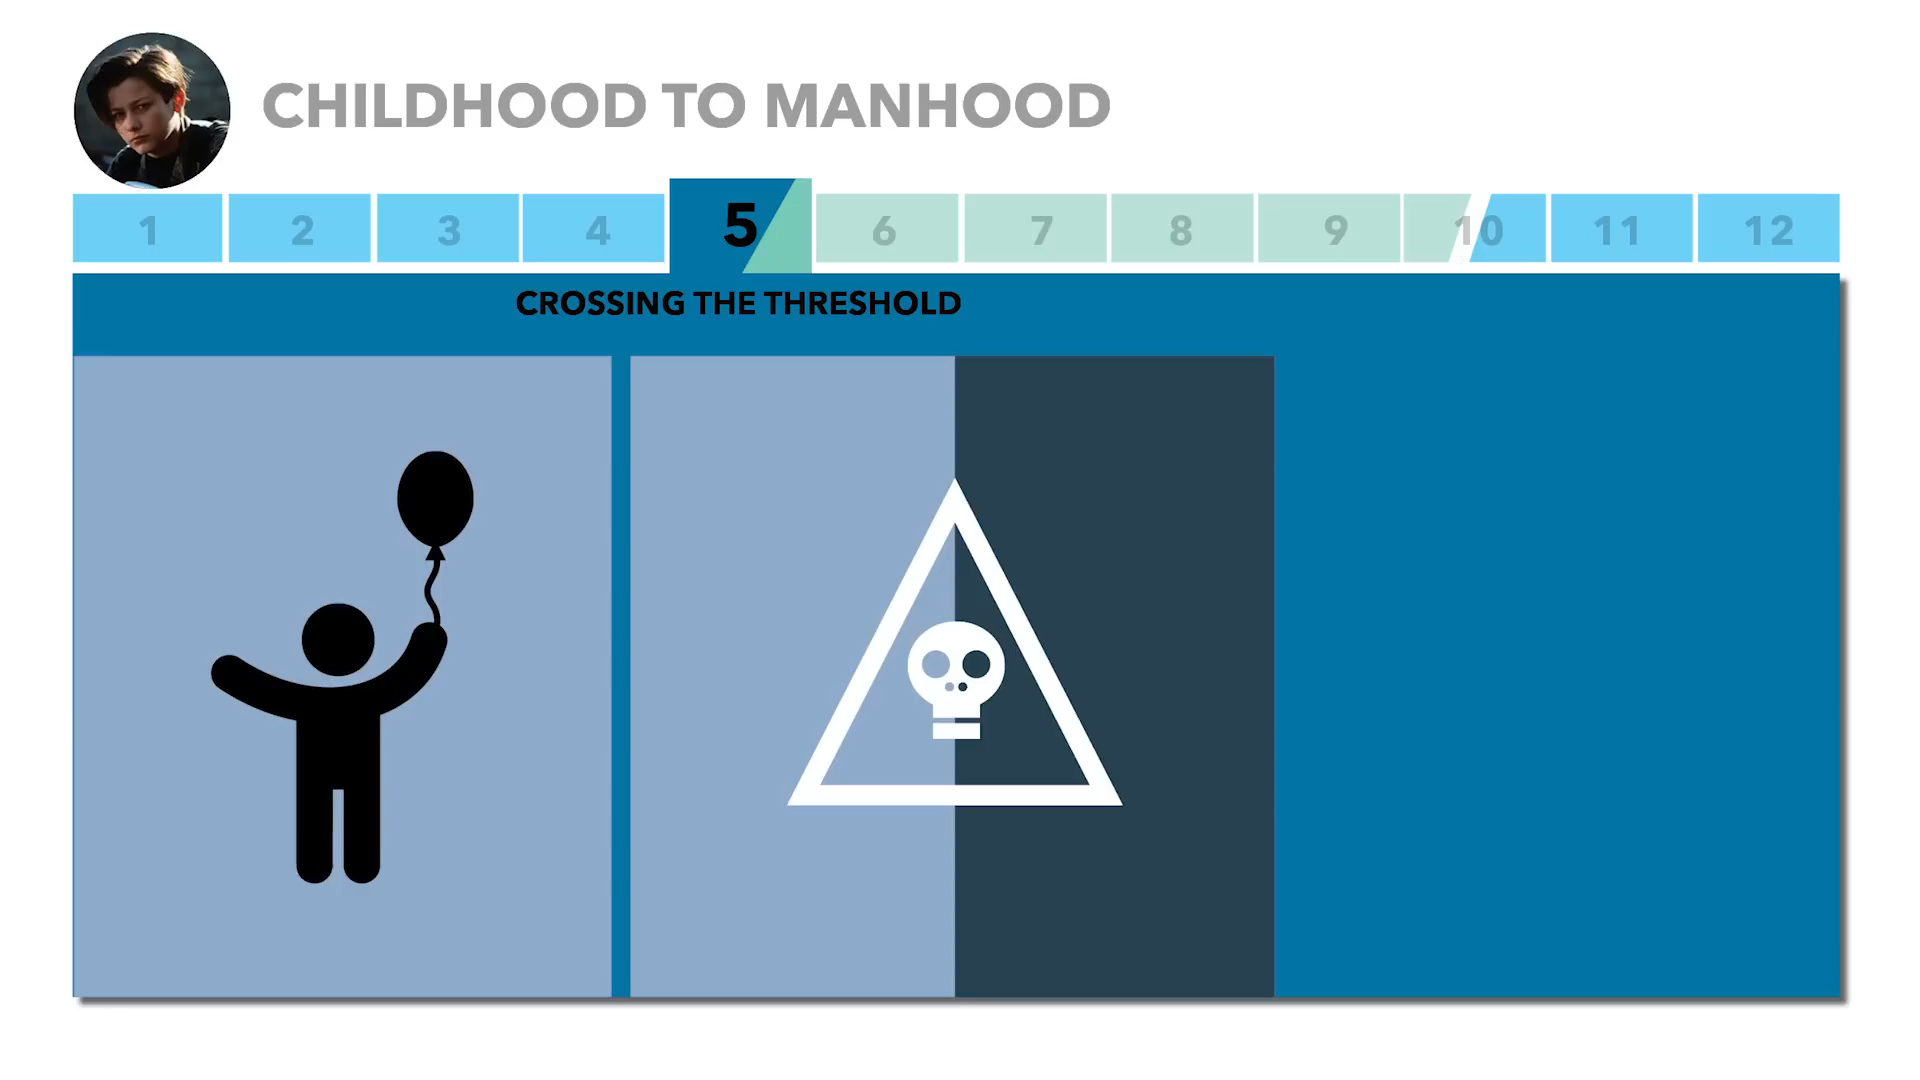 CHILDHOOD TO MANHOOD
1 2 3 4 5 6 7 8 9 10 11 12
CROSSING THE THRESHOLD